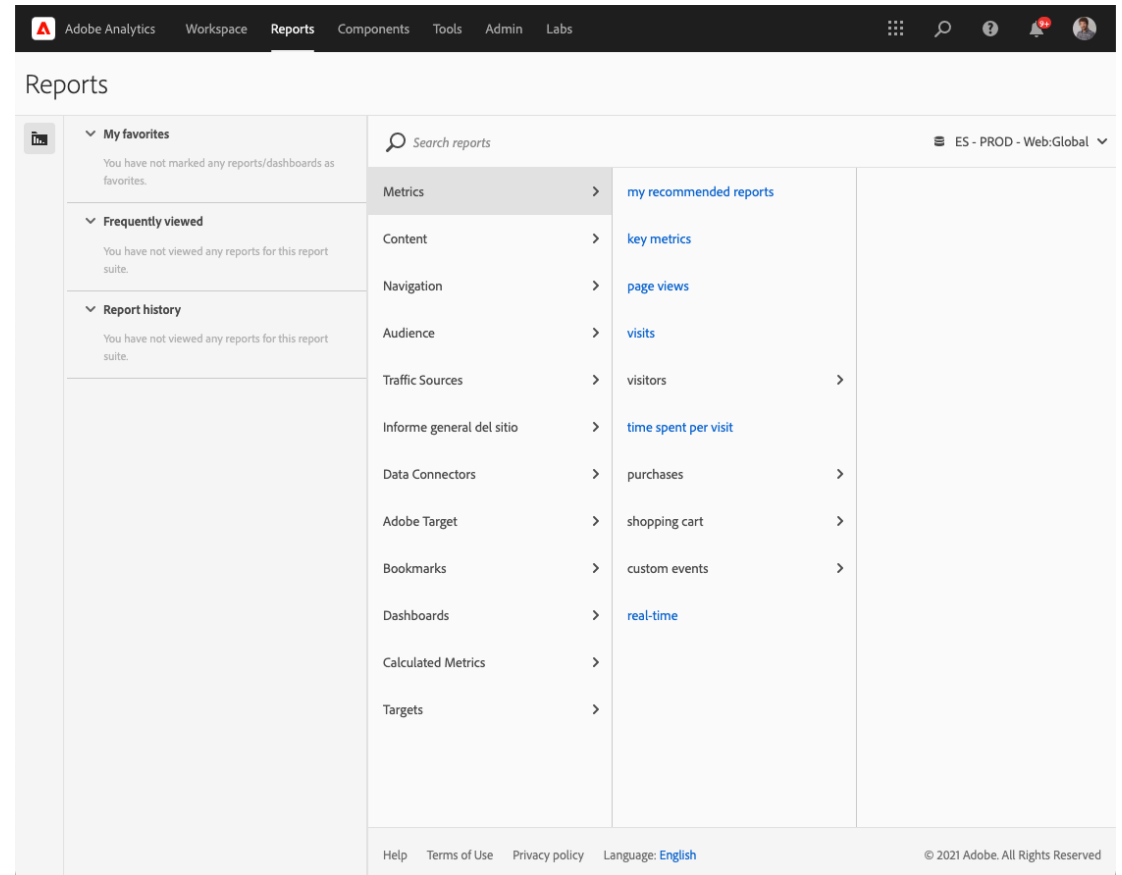 Adobe Analytics Workspace Reports Components Tools Admin Labs
9+
Reports
My favorites
You have not marked any reports/dashboards as
favorites.
Frequently viewed
You have not viewed any reports for this report
suite.
Report history
You have not viewed any reports for this report
suite.
Search reports
ES - PROD - Web:Global
Metrics
Content
Navigation
Audience
Traffic Sources
Informe general del sitio
Data Connectors
Adobe Target
Bookmarks
Dashboards
Calculated Metrics
Targets
my recommended reports
key metrics
page views
visits
visitors
time spent per visit
purchases
shopping cart
custom events
real-time
Help Terms of Use Privacy policy Language: English
© 2021 Adobe. All Rights Reserved